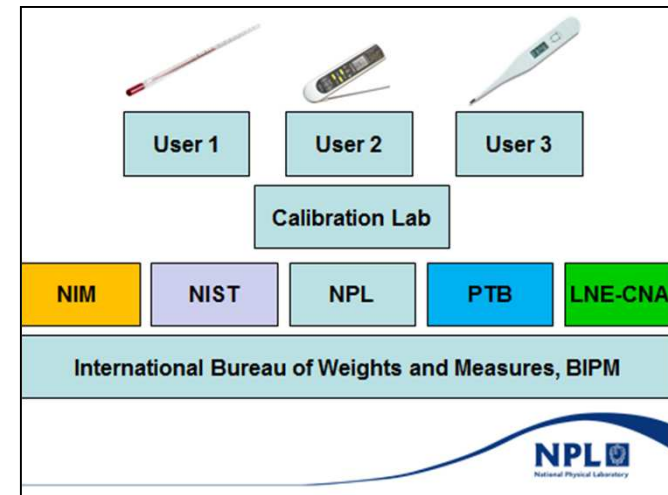 User 1
User 2
User 3
Calibration Lab
NIM
NIST
NPL
PTB
LNE-CNA
International Bureau of Weights and Measures, BIPM
NPL
National Physical Laboratory